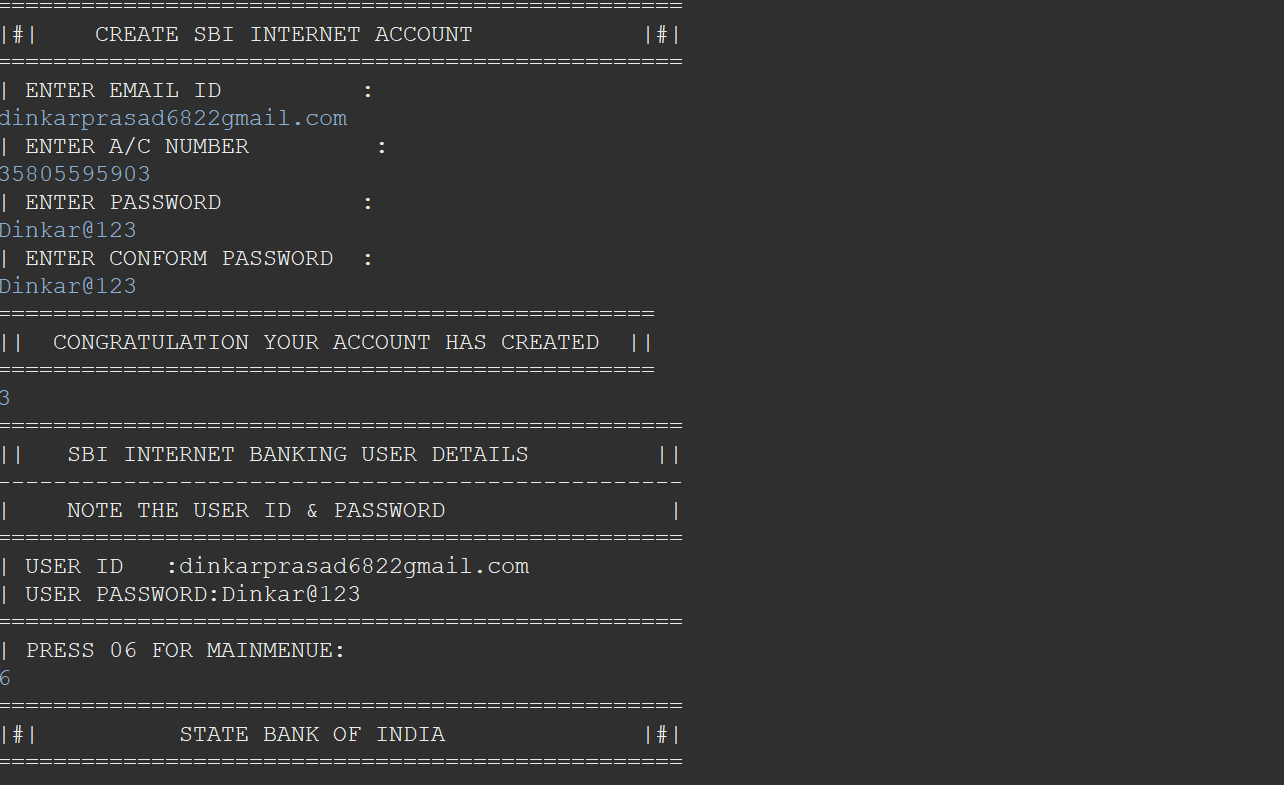 =================================================
|#|    CREATE SBI INTERNET ACCOUNT            |#|
=================================================
| ENTER EMAIL ID          :
dinkarprasad6822gmail.com
| ENTER A/C NUMBER         :
35805595903
| ENTER PASSWORD          :
Dinkar@123
| ENTER CONFORM PASSWORD  :
Dinkar@123
===============================================
||  CONGRATULATION YOUR ACCOUNT HAS CREATED  ||
===============================================
3
=================================================
||   SBI INTERNET BANKING USER DETAILS         ||
-------------------------------------------------
|    NOTE THE USER ID & PASSWORD                |
=================================================
| USER ID   :dinkarprasad6822gmail.com
| USER PASSWORD:Dinkar@123
=================================================
| PRESS 06 FOR MAINMENUE:
6
=================================================
|#|          STATE BANK OF INDIA              |#|
=================================================